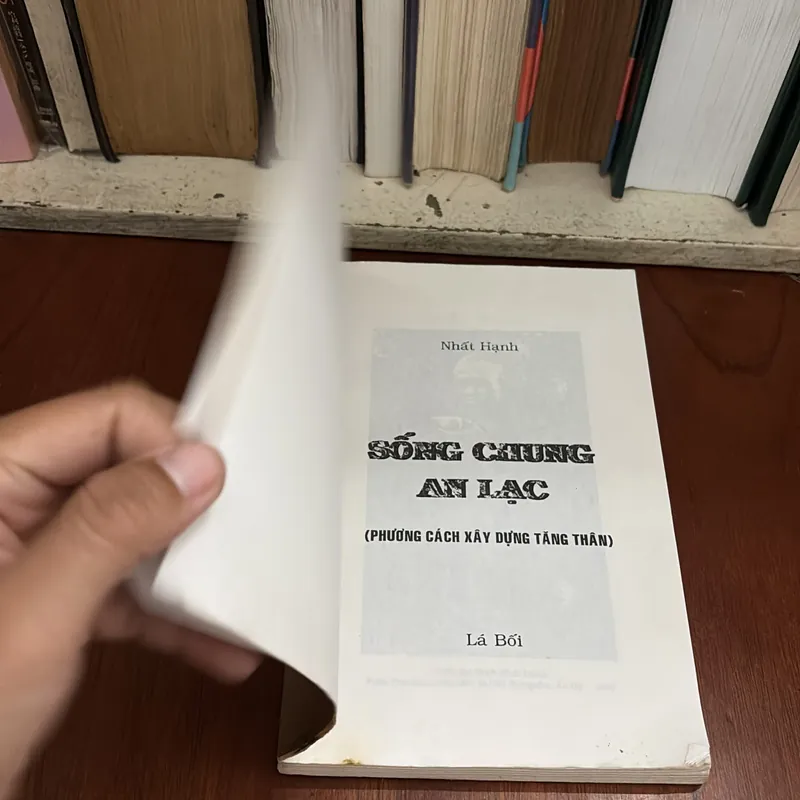 Nhất Hạnh
SỐNG CHUNG
AN LẠC
(PHƯƠNG CÁCH XÂY DỰNG TĂNG THÂN)
Lá Bối